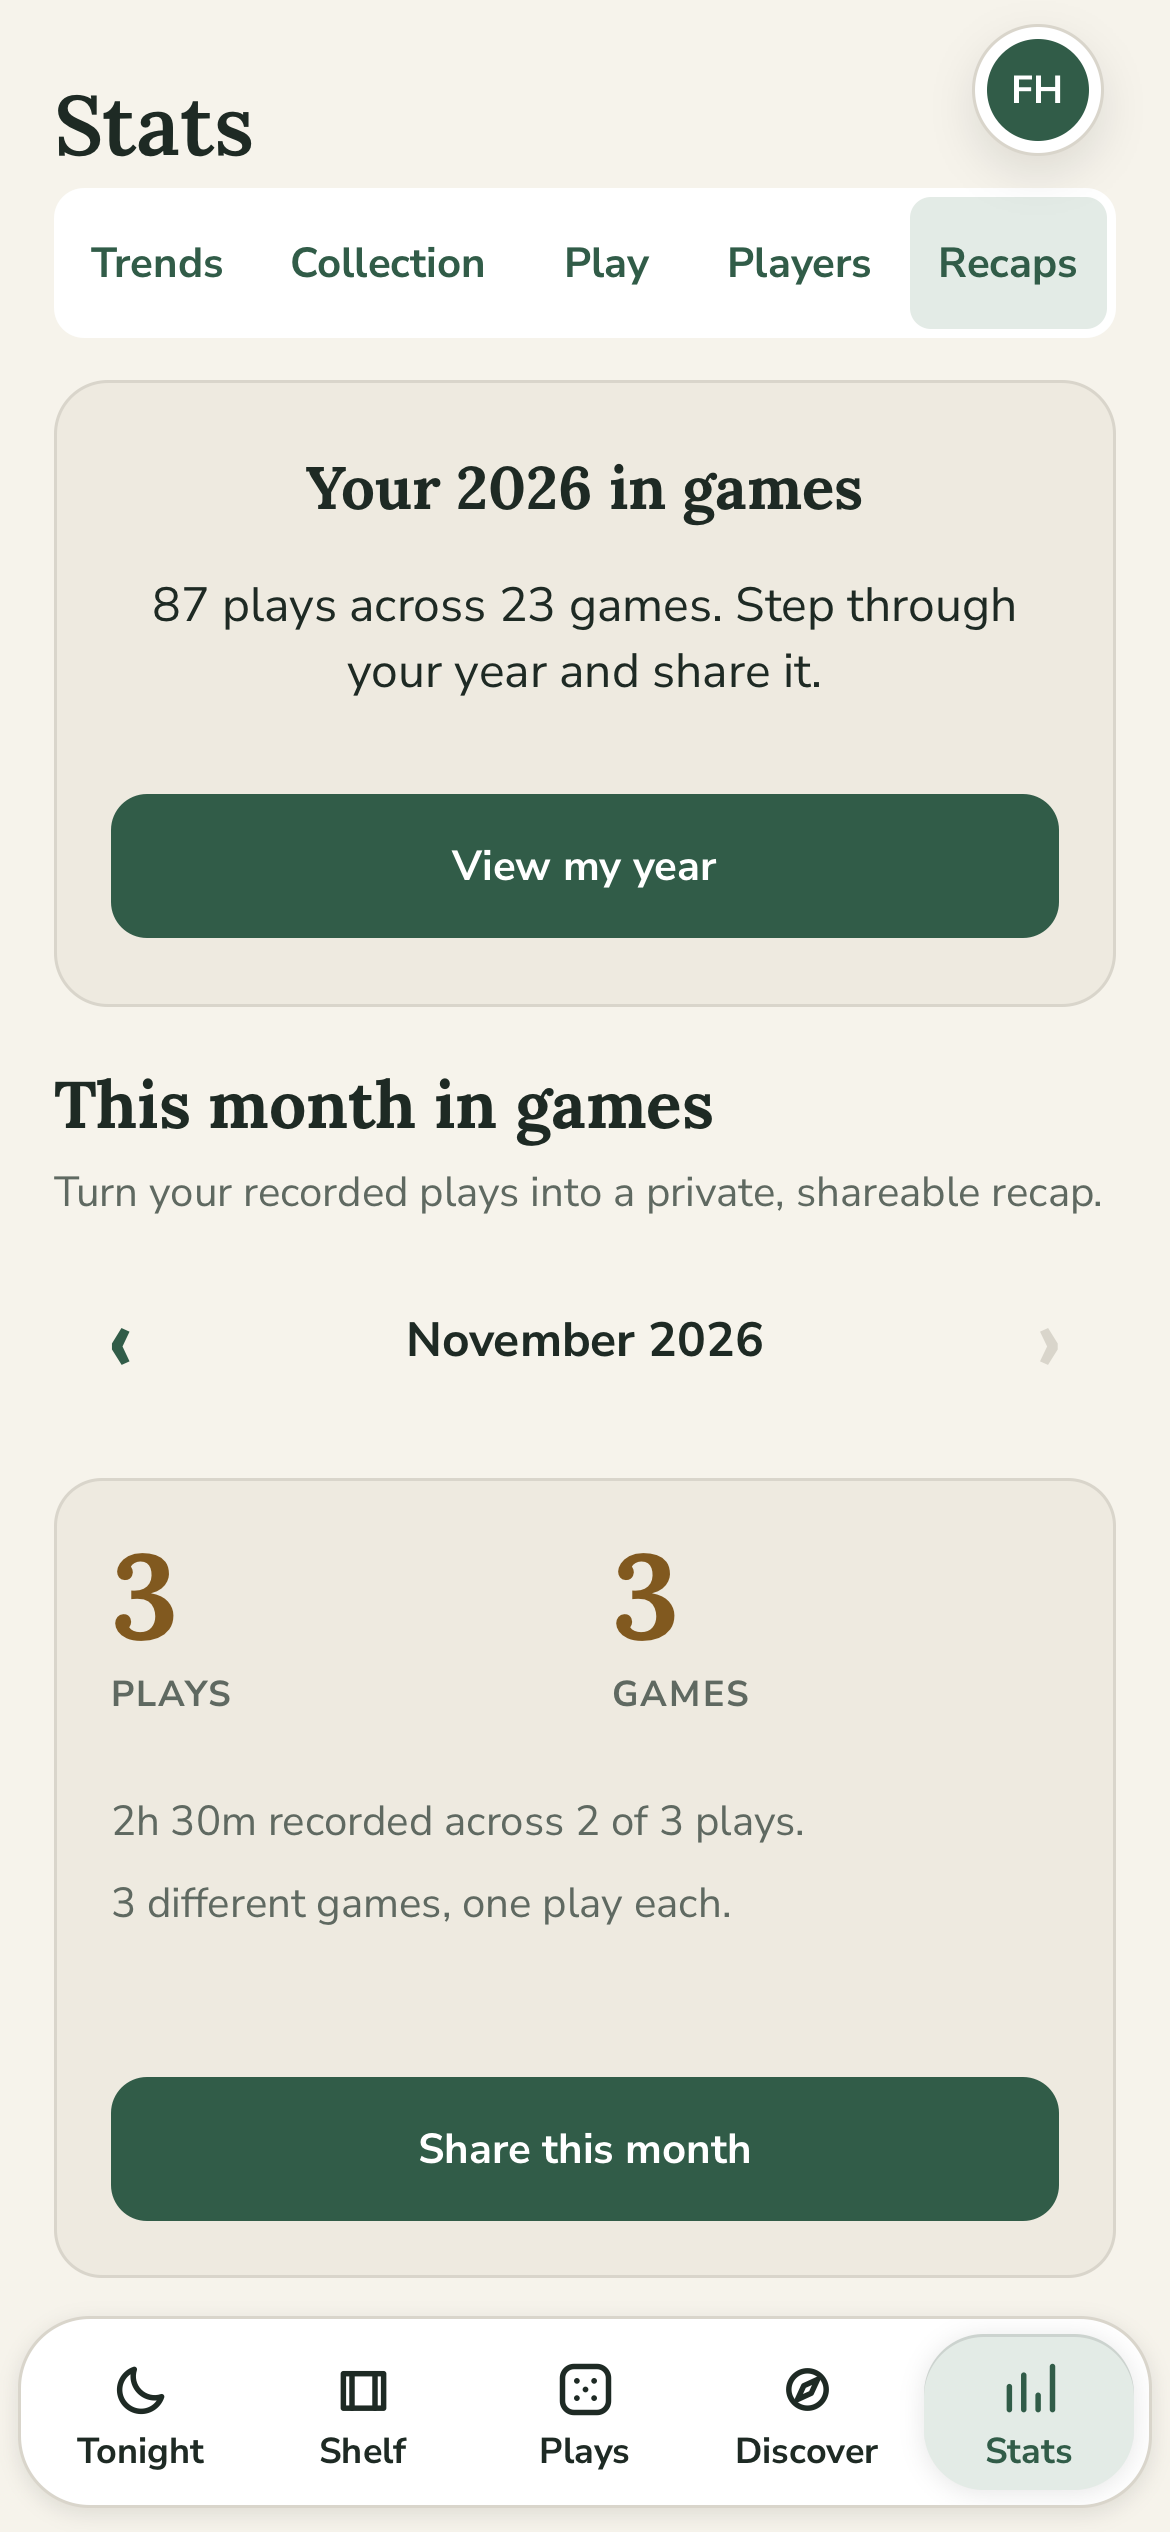 FH
Stats
Trends Collection Play Players Recaps
Your 2026 in games
87 plays across 23 games. Step through
your year and share it.
View my year
This month in games
Turn your recorded plays into a private, shareable recap.
‹ November 2026 ›
3 3
PLAYS GAMES
2h 30m recorded across 2 of 3 plays.
3 different games, one play each.
Share this month
Tonight Shelf Plays Discover Stats